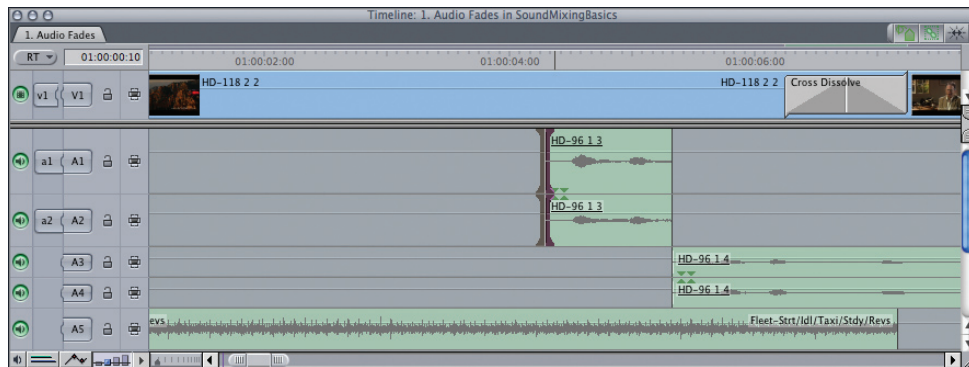 Timeline: 1. Audio Fades in SoundMixingBasics
1. Audio Fades
RT 01:00:00:10 01:00:02:00 01:00:04:00 01:00:06:00
v1 V1 HD-118 2 2 HD-118 2 2 Cross Dissolve
a1 A1 HD-96 1 3
a2 A2 HD-96 1 3
A3 HD-96 1 4
A4 HD-96 1 4
A5 evs Fleet-Strt/Idl/Taxi/Stdy/Revs